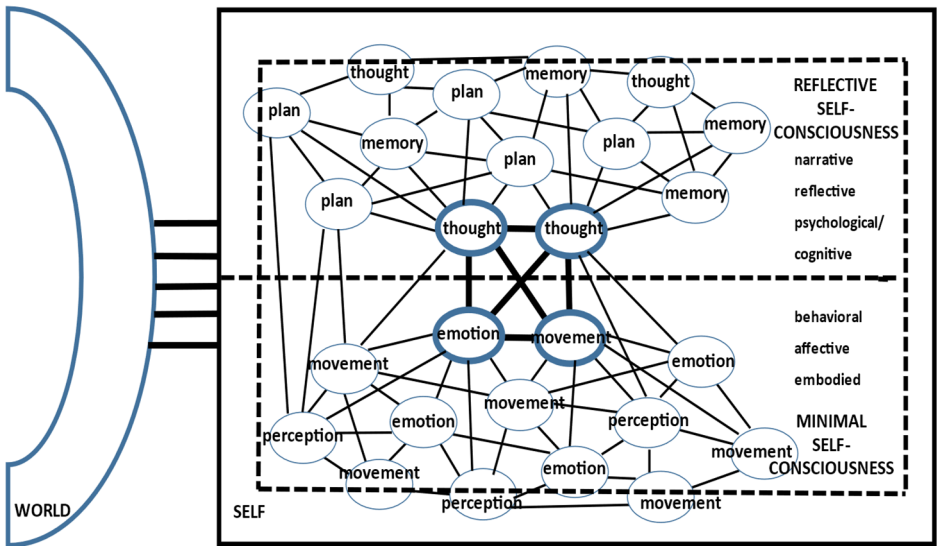 thought
memory
thought
plan
plan
memory
memory
plan
plan
memory
plan
thought
thought
REFLECTIVE
SELF-
CONSCIOUSNESS
narrative
reflective
psychological/
cognitive
emotion
movement
movement
emotion
movement
perception
emotion
perception
movement
movement
emotion
perception
movement
behavioral
affective
embodied
MINIMAL
SELF-
CONSCIOUSNESS
WORLD
SELF